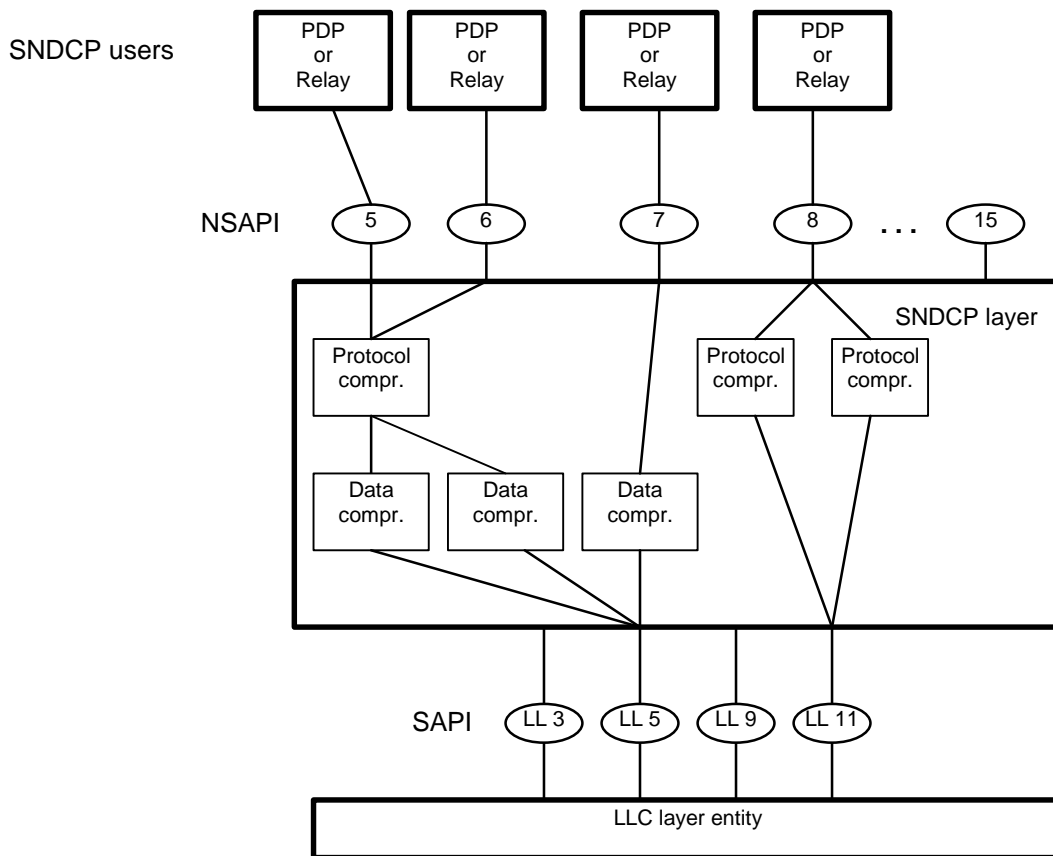 SNDCP users
PDP
or
Relay
PDP
or
Relay
PDP
or
Relay
PDP
or
Relay
NSAPI
5
6
7
8
. . .
15
SNDCP layer
Protocol
compr.
Protocol
compr.
Protocol
compr.
Data
compr.
Data
compr.
Data
compr.
SAPI
LL 3
LL 5
LL 9
LL 11
LLC layer entity